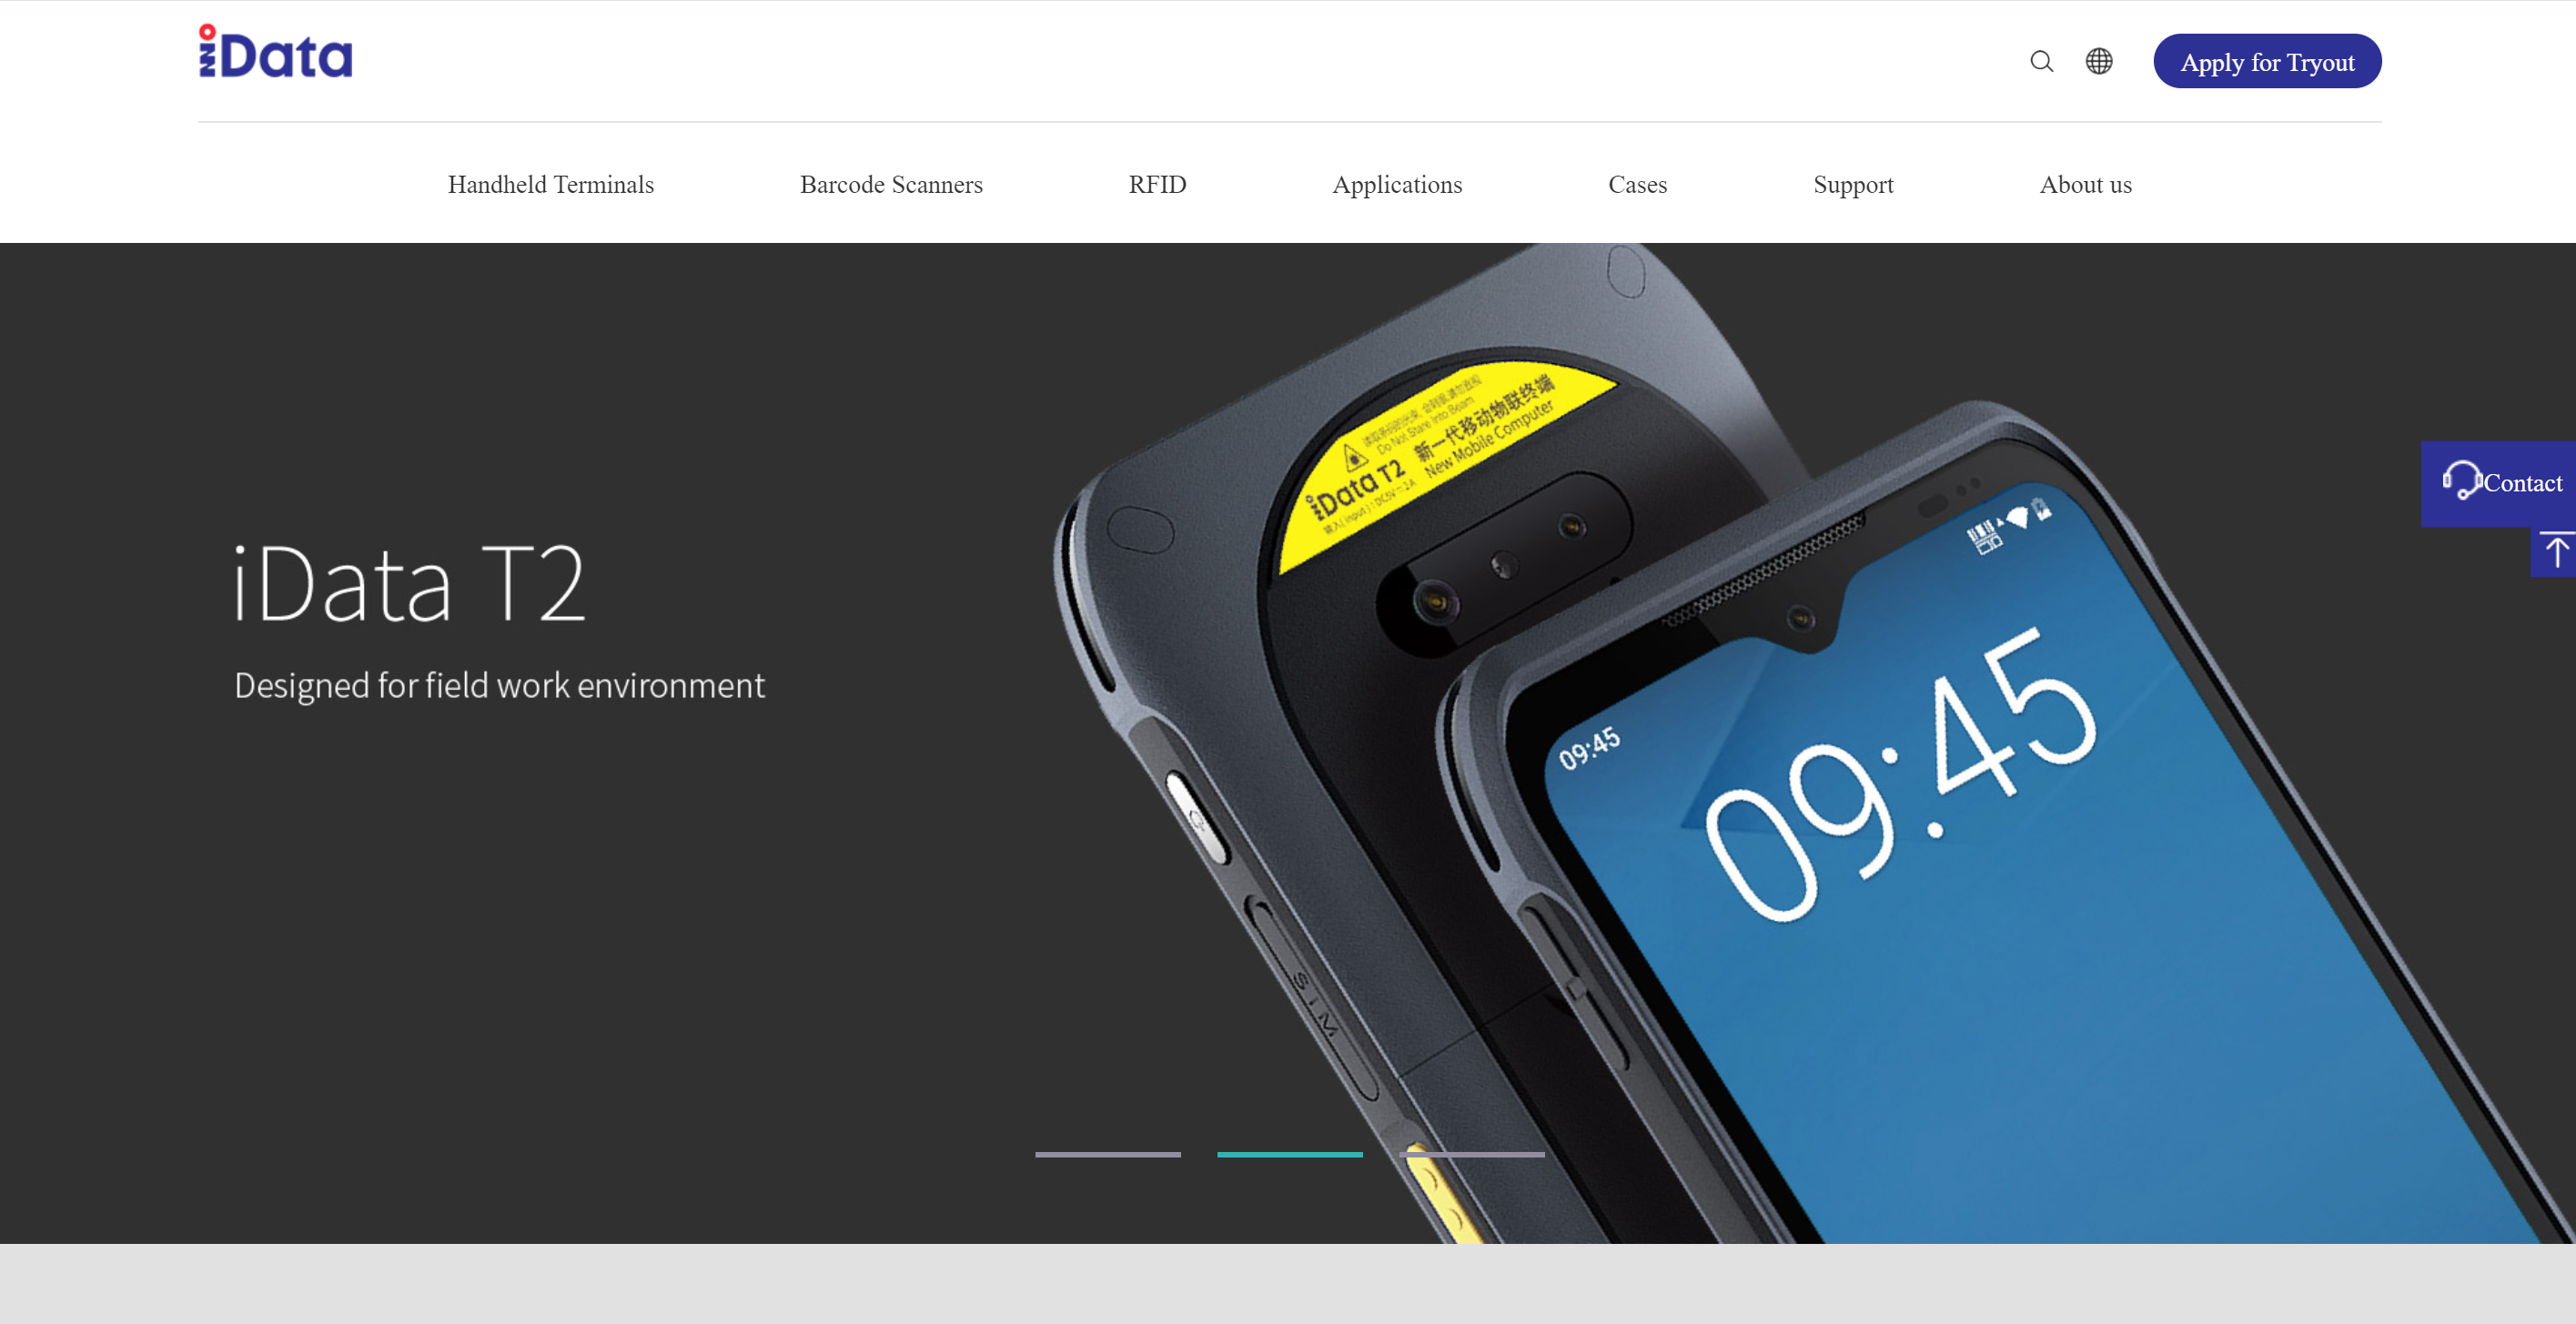 iData
Apply for Tryout
Handheld Terminals
Barcode Scanners
RFID
Applications
Cases
Support
About us
Do Not Stare Into Beam
iData T2
新一代移动物联终端
New Mobile Computer
Contact
iData T2
Designed for field work environment
09:45
09:45
SIM